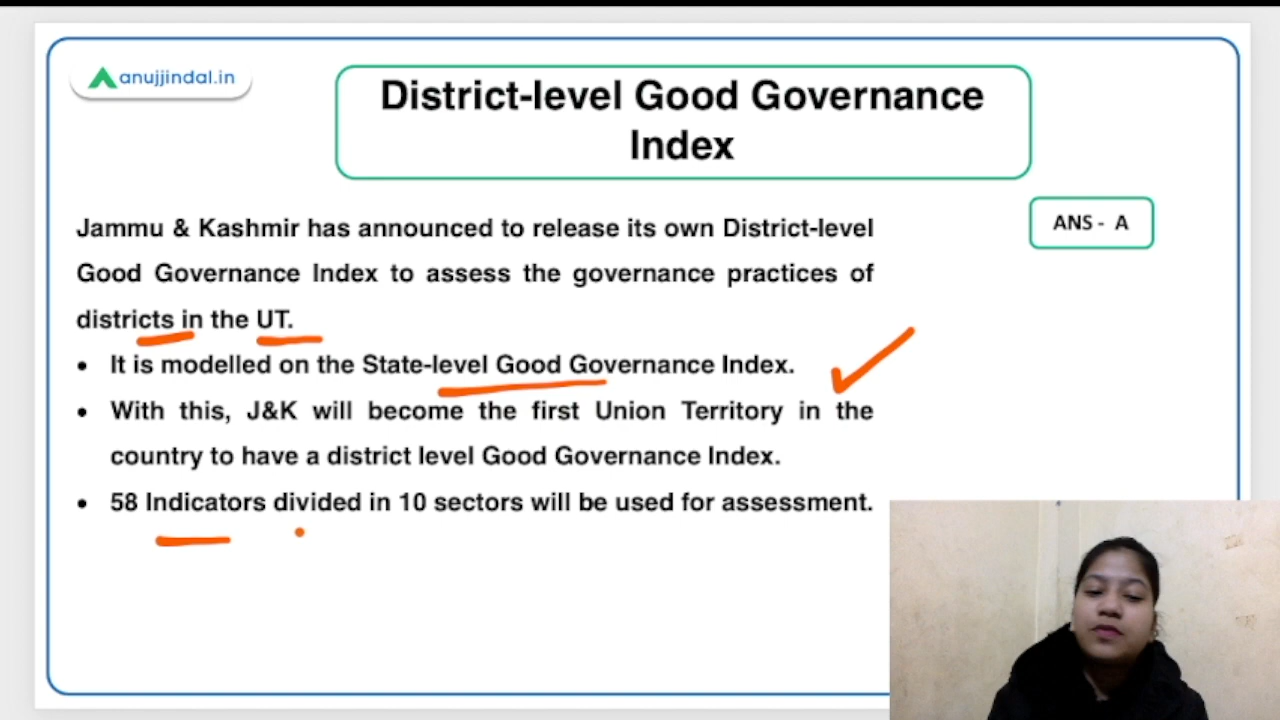 anujjindal.in
District-level Good Governance
Index
Jammu & Kashmir has announced to release its own District-level
Good Governance Index to assess the governance practices of
districts in the UT.
• It is modelled on the State-level Good Governance Index.
• With this, J&K will become the first Union Territory in the
country to have a district level Good Governance Index.
• 58 Indicators divided in 10 sectors will be used for assessment.
ANS - A